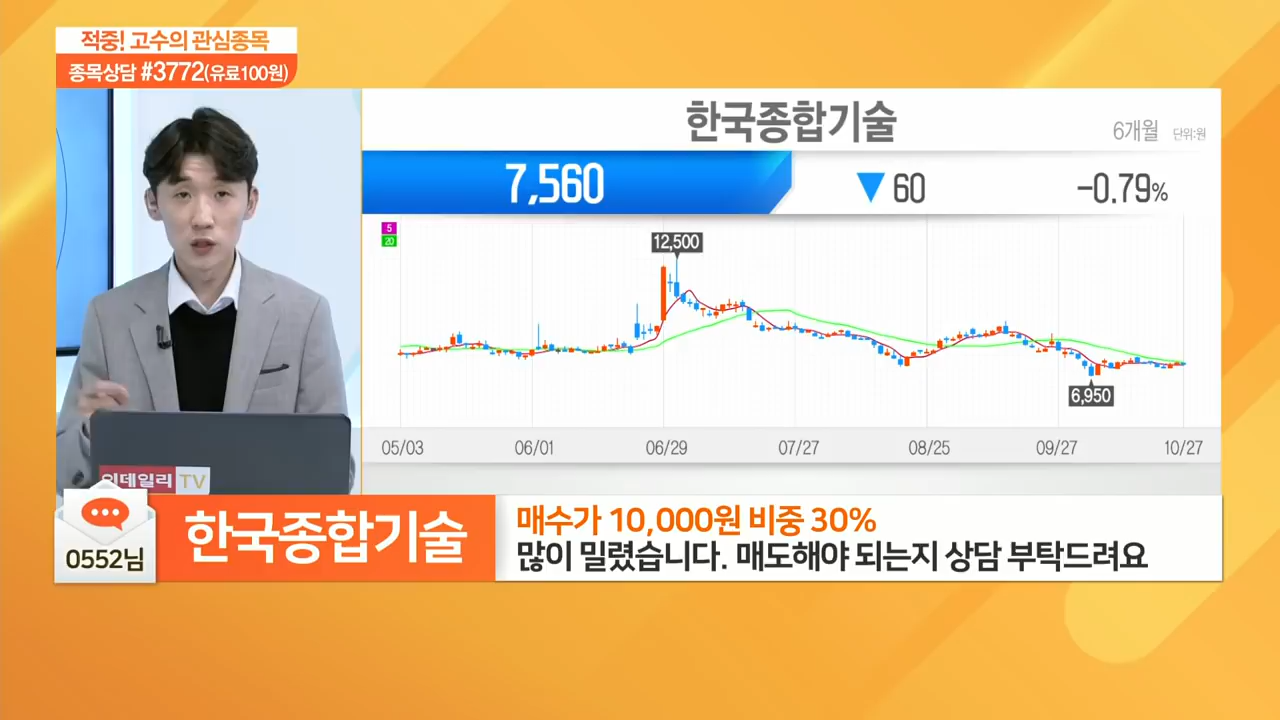 적중! 고수의 관심종목
종목상담 #3772(유료100원)
한국종합기술
6개월 단위:원
7,560 ▼60 -0.79%
5
20
12,500
6,950
05/03 06/01 06/29 07/27 08/25 09/27 10/27
이데일리 TV
0552님
한국종합기술
매수가 10,000원 비중 30%
많이 밀렸습니다. 매도해야 되는지 상담 부탁드려요